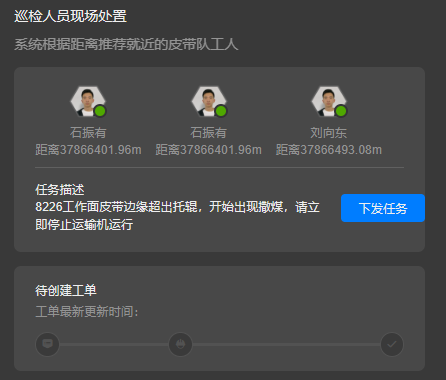 巡检人员现场处置
系统根据距离推荐就近的皮带队工人
石振有 石振有 刘向东
距离37866401.96m 距离37866401.96m 距离37866493.08m
任务描述
8226工作面皮带边缘超出托辊，开始出现撒煤，请立
即停止运输机运行
下发任务
待创建工单
工单最新更新时间：